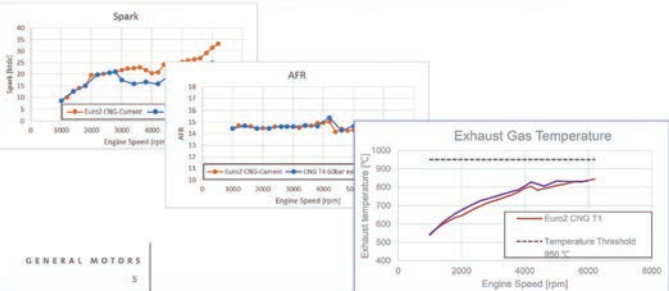 Spark
40
35
30
25
20
15
10
5
0
Spark [btdc]
0 1000 2000 3000 4000
Euro2 CNG-Current
Engine Speed [rpm]
AFR
18
17
16
15
14
13
12
11
10
AFR
0 1000 2000 3000 4000
Euro2 CNG-Current CNG T4 60bar
Engine Speed [rpm]
Exhaust Gas Temperature
1000
900
800
700
600
500
400
Exhaust temperature [°C]
0 2000 4000 6000 8000
Euro2 CNG T1
Temperature Threshold
950 °C
Engine Speed [rpm]
GENERAL MOTORS
5